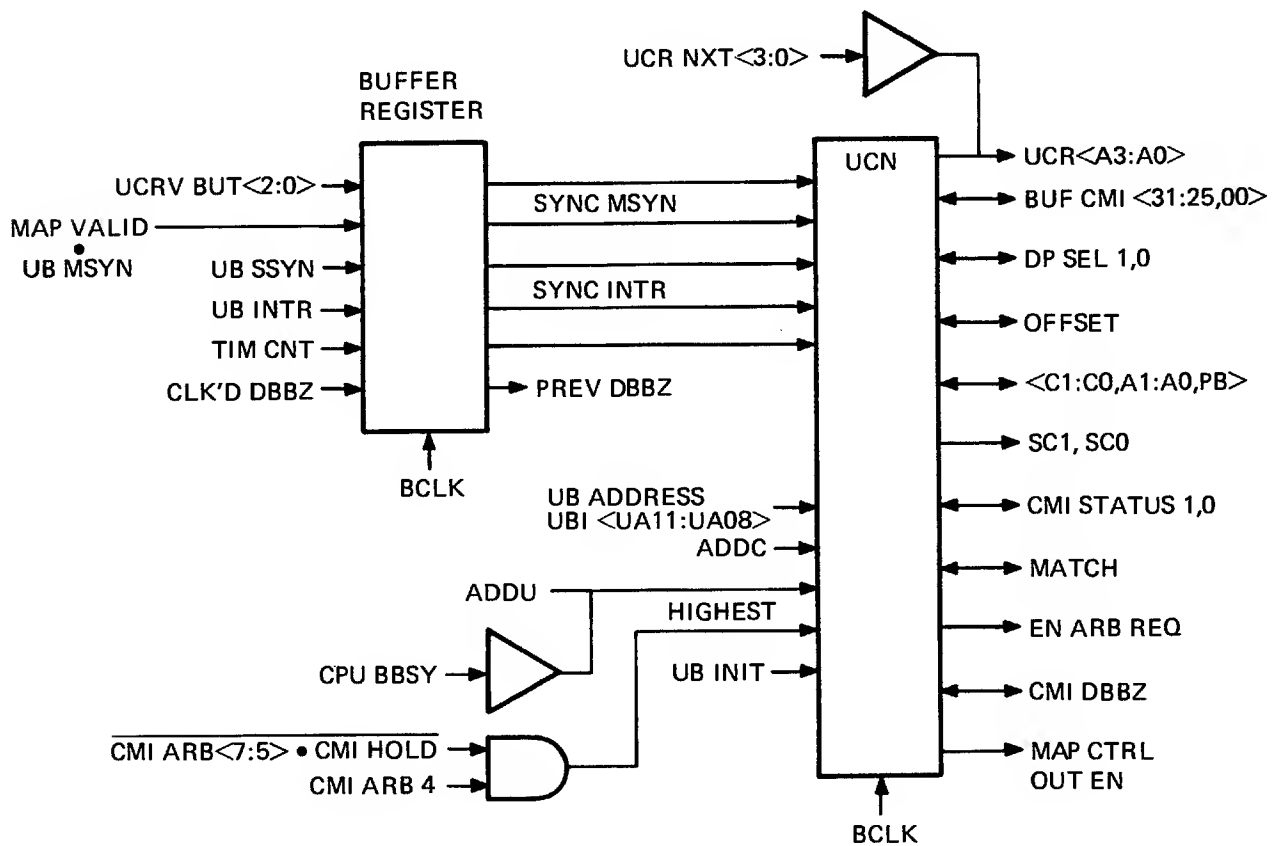 UCR NXT<3:0>
BUFFER
REGISTER
UCN
UCR<A3:A0>
UCRV BUT<2:0>
SYNC MSYN
BUF CMI <31:25,00>
MAP VALID
•
UB MSYN
UB SSYN
DP SEL 1,0
UB INTR
SYNC INTR
OFFSET
TIM CNT
CLK'D DBBZ
PREV DBBZ
<C1:C0,A1:A0,PB>
SC1, SC0
BCLK
UB ADDRESS
UBI <UA11:UA08>
CMI STATUS 1,0
ADDC
MATCH
ADDU
HIGHEST
EN ARB REQ
CPU BBSY
UB INIT
CMI DBBZ
CMI ARB<7:5> • CMI HOLD
CMI ARB 4
MAP CTRL
OUT EN
BCLK